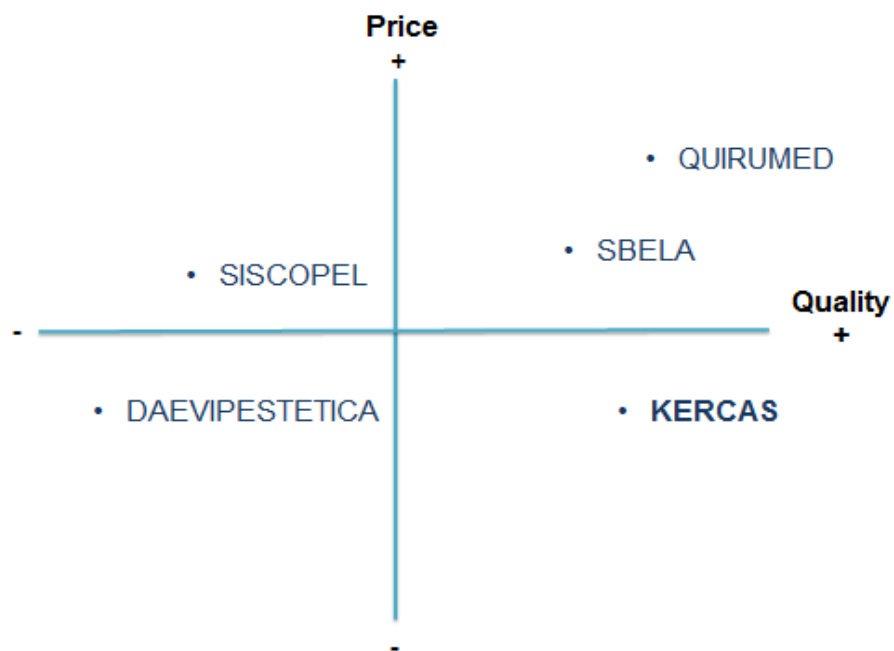 Price
+
• QUIRUMED
• SBELA
• SISCOPEL
Quality
-
+
• DAEVIPESTETICA
• KERCAS
-